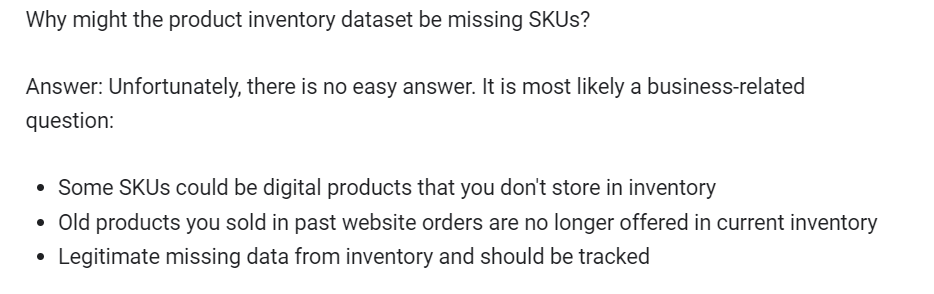 Why might the product inventory dataset be missing SKUs?
Answer: Unfortunately, there is no easy answer. It is most likely a business-related
question:
• Some SKUs could be digital products that you don't store in inventory
• Old products you sold in past website orders are no longer offered in current inventory
• Legitimate missing data from inventory and should be tracked